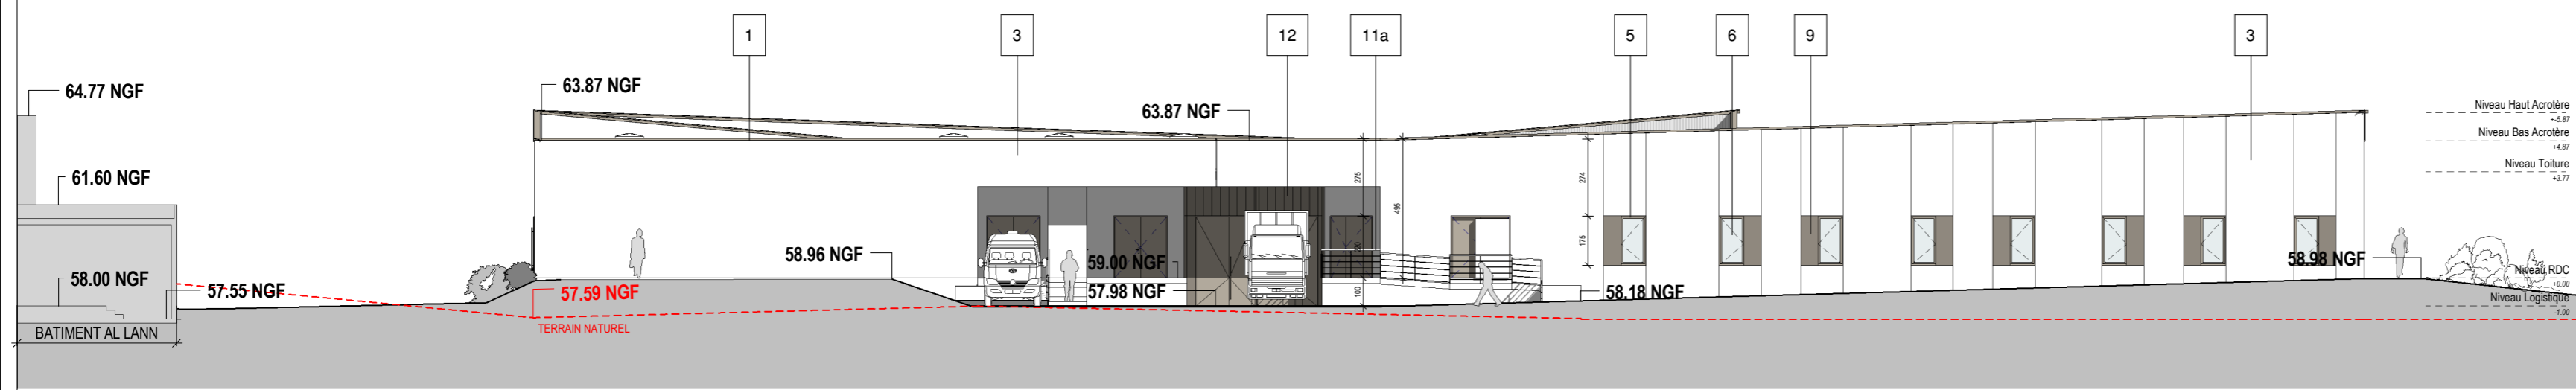 1
3
12
11a
5
6
9
3
64.77 NGF
63.87 NGF
63.87 NGF
Niveau Haut Acrotère
+-5.87
Niveau Bas Acrotère
+4.87
Niveau Toiture
+3.77
61.60 NGF
275
495
274
220
175
100
58.96 NGF
59.00 NGF
58.98 NGF
58.00 NGF
57.55 NGF
57.59 NGF
57.98 NGF
58.18 NGF
Niveau RDC
+0.00
Niveau Logistique
-1.00
TERRAIN NATUREL
BATIMENT AL LANN